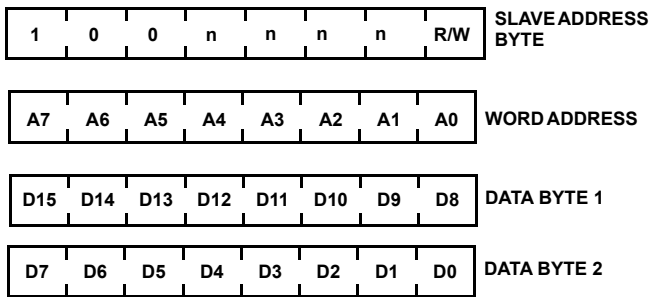 1 0 0 n n n n R/W SLAVE ADDRESS
BYTE
A7 A6 A5 A4 A3 A2 A1 A0 WORD ADDRESS
D15 D14 D13 D12 D11 D10 D9 D8 DATA BYTE 1
D7 D6 D5 D4 D3 D2 D1 D0 DATA BYTE 2